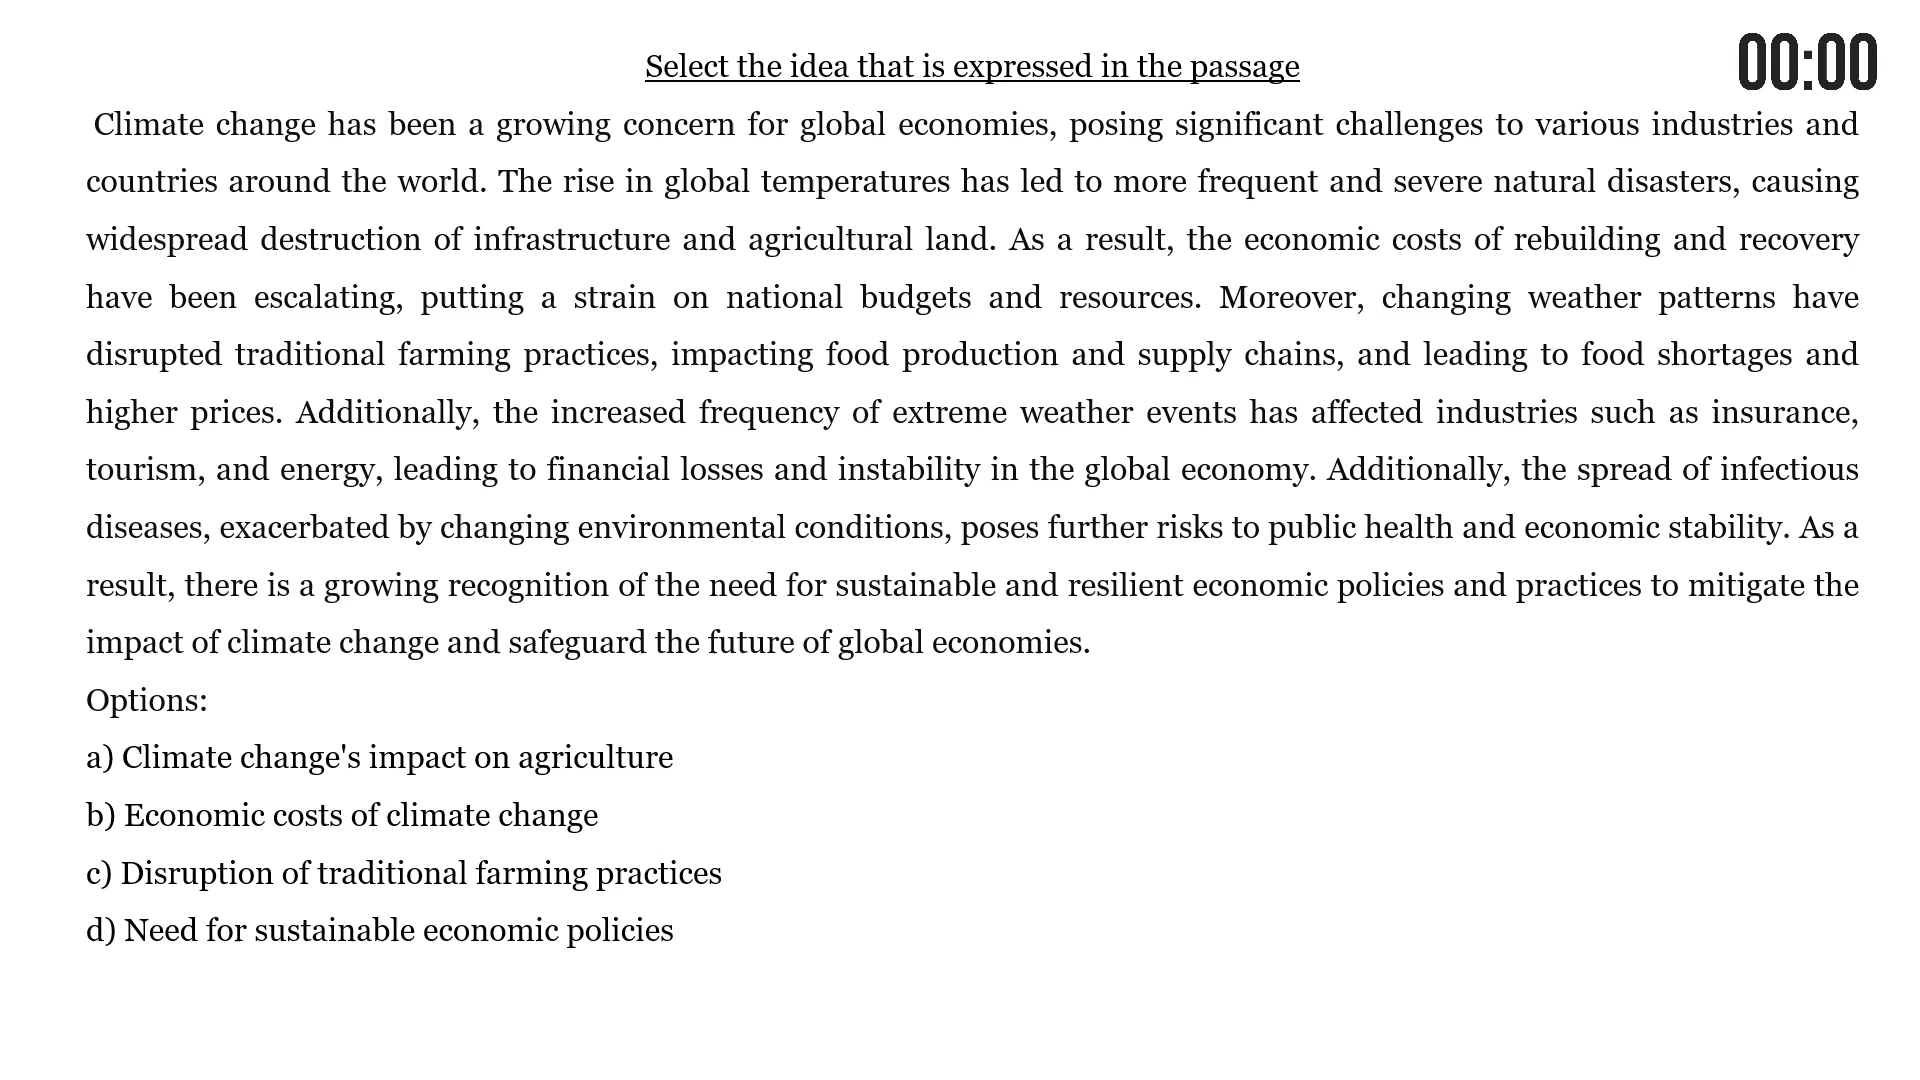 Select the idea that is expressed in the passage
00:00
Climate change has been a growing concern for global economies, posing significant challenges to various industries and
countries around the world. The rise in global temperatures has led to more frequent and severe natural disasters, causing
widespread destruction of infrastructure and agricultural land. As a result, the economic costs of rebuilding and recovery
have been escalating, putting a strain on national budgets and resources. Moreover, changing weather patterns have
disrupted traditional farming practices, impacting food production and supply chains, and leading to food shortages and
higher prices. Additionally, the increased frequency of extreme weather events has affected industries such as insurance,
tourism, and energy, leading to financial losses and instability in the global economy. Additionally, the spread of infectious
diseases, exacerbated by changing environmental conditions, poses further risks to public health and economic stability. As a
result, there is a growing recognition of the need for sustainable and resilient economic policies and practices to mitigate the
impact of climate change and safeguard the future of global economies.
Options:
a) Climate change's impact on agriculture
b) Economic costs of climate change
c) Disruption of traditional farming practices
d) Need for sustainable economic policies